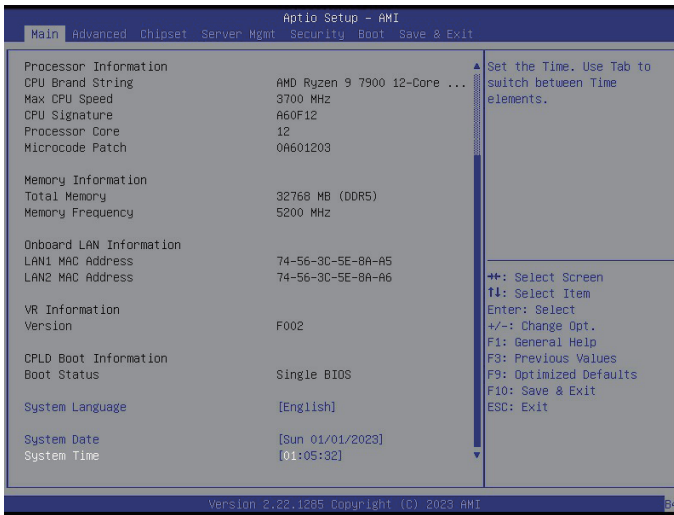 Aptio Setup - AMI
Main Advanced Chipset Server Mgmt Security Boot Save & Exit
Processor Information
CPU Brand String AMD Ryzen 9 7900 12-Core ...
Max CPU Speed 3700 MHz
CPU Signature A60F12
Processor Core 12
Microcode Patch 0A601203
Memory Information
Total Memory 32768 MB (DDR5)
Memory Frequency 5200 MHz
Onboard LAN Information
LAN1 MAC Address 74-56-3C-5E-8A-A5
LAN2 MAC Address 74-56-3C-5E-8A-A6
VR Information
Version F002
CPLD Boot Information
Boot Status Single BIOS
System Language [English]
System Date [Sun 01/01/2023]
System Time [01:05:32]
Set the Time. Use Tab to
switch between Time
elements.
→←: Select Screen
↑↓: Select Item
Enter: Select
+/-: Change Opt.
F1: General Help
F3: Previous Values
F9: Optimized Defaults
F10: Save & Exit
ESC: Exit
Version 2.22.1285 Copyright (C) 2023 AMI